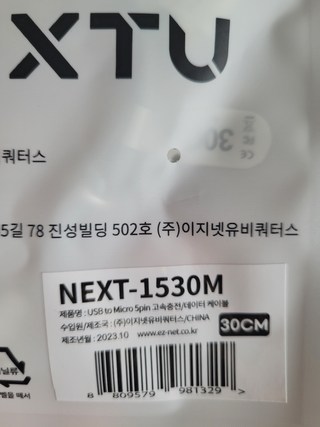 XTU
30
쿼터스
5길 78 진성빌딩 502호 (주)이지넷유비쿼터스
NEXT-1530M
제품명 : USB to Micro 5pin 고속충전/데이터 케이블
수입원/제조국 : (주)이지넷유비쿼터스/CHINA
제조년월 : 2023.10 www.ez-net.co.kr
30CM
8 809579 981329 >
닐류